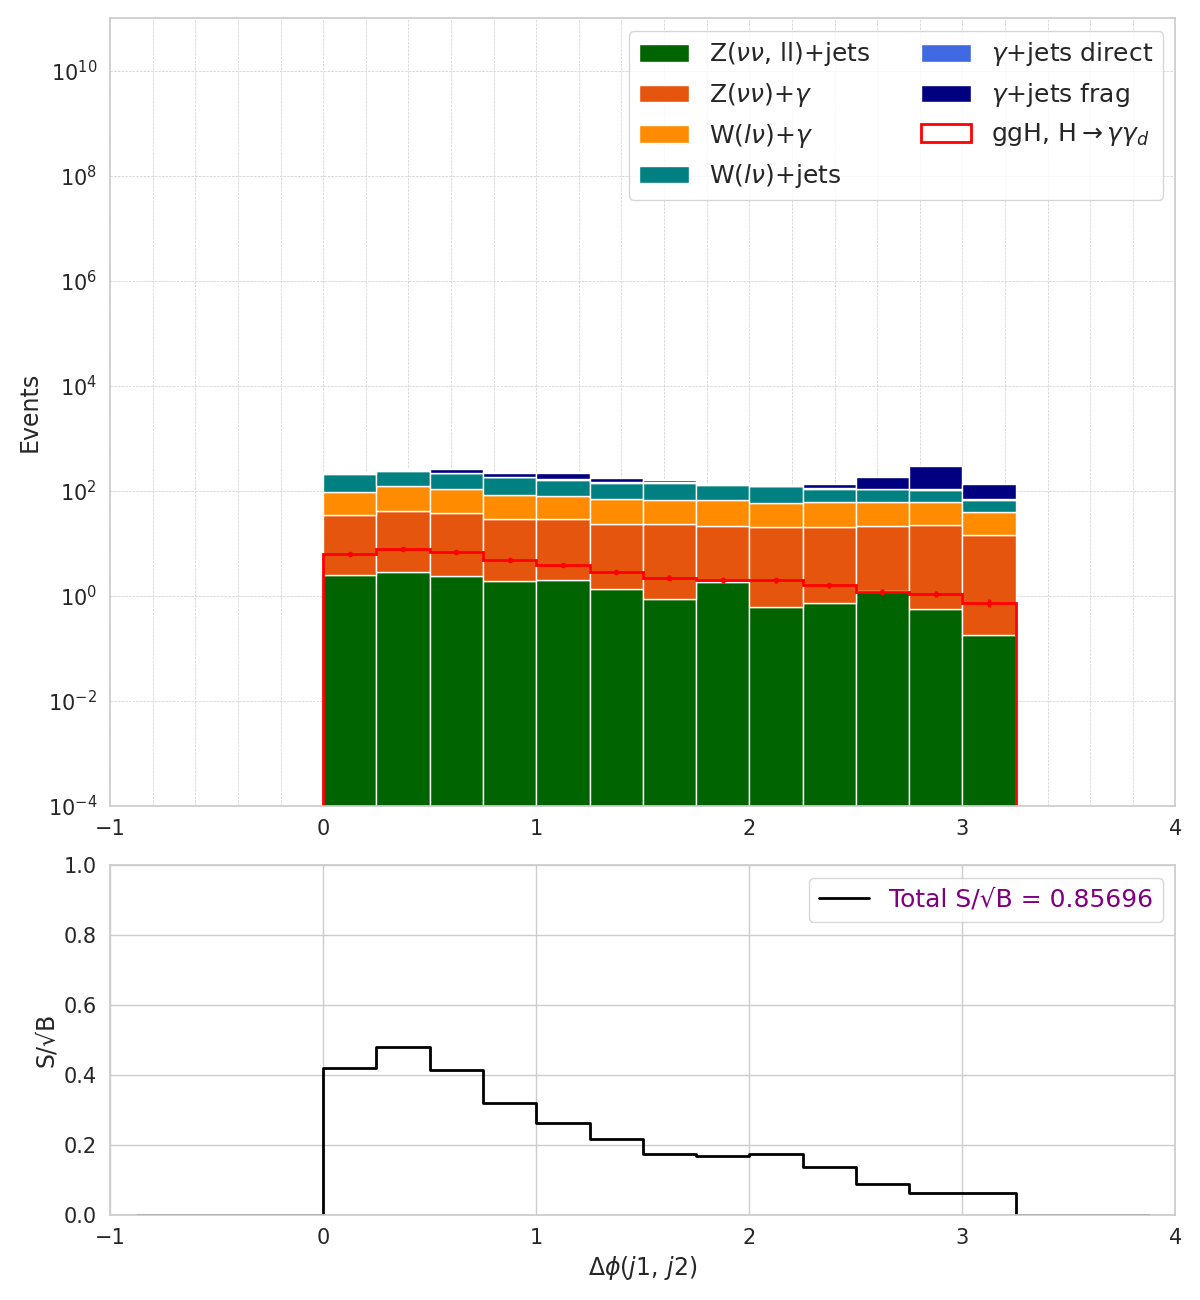 Z(νν, ll)+jets
Z(νν)+γ
W(lν)+γ
W(lν)+jets
γ+jets direct
γ+jets frag
ggH, H→γγ_d
Events
10^10
10^8
10^6
10^4
10^2
10^0
10^−2
10^−4
−1 0 1 2 3 4
Total S/√B = 0.85696
S/√B
1.0
0.8
0.6
0.4
0.2
0.0
−1 0 1 2 3 4
Δϕ(j1, j2)